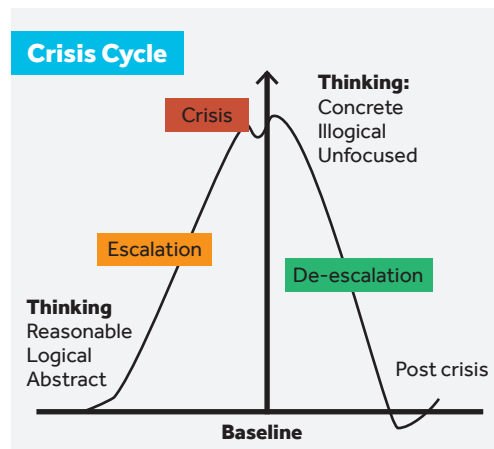 Crisis Cycle
Thinking:
Concrete
Illogical
Unfocused
Crisis
Escalation
De-escalation
Thinking
Reasonable
Logical
Abstract
Post crisis
Baseline